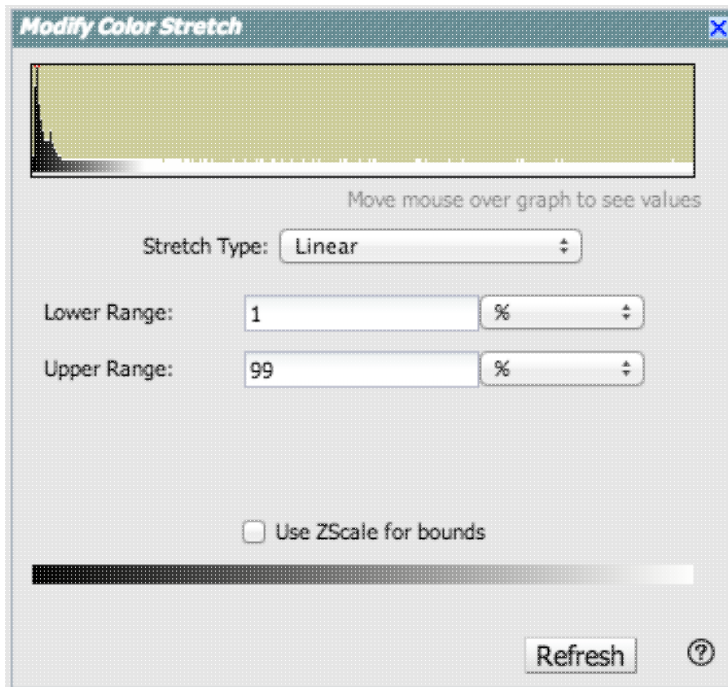 Modify Color Stretch
Move mouse over graph to see values
Stretch Type: Linear
Lower Range: 1 %
Upper Range: 99 %
Use ZScale for bounds
Refresh ?